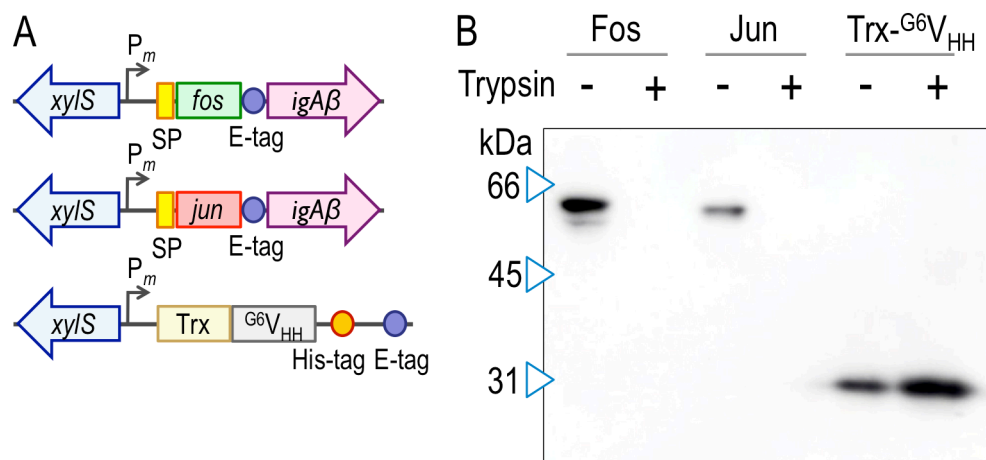 A
xylS Pm fos igAβ
SP E-tag
xylS Pm jun igAβ
SP E-tag
xylS Pm Trx G6VHH
His-tag E-tag
B
Fos Jun Trx-G6VHH
Trypsin - + - + - +
kDa
66
45
31